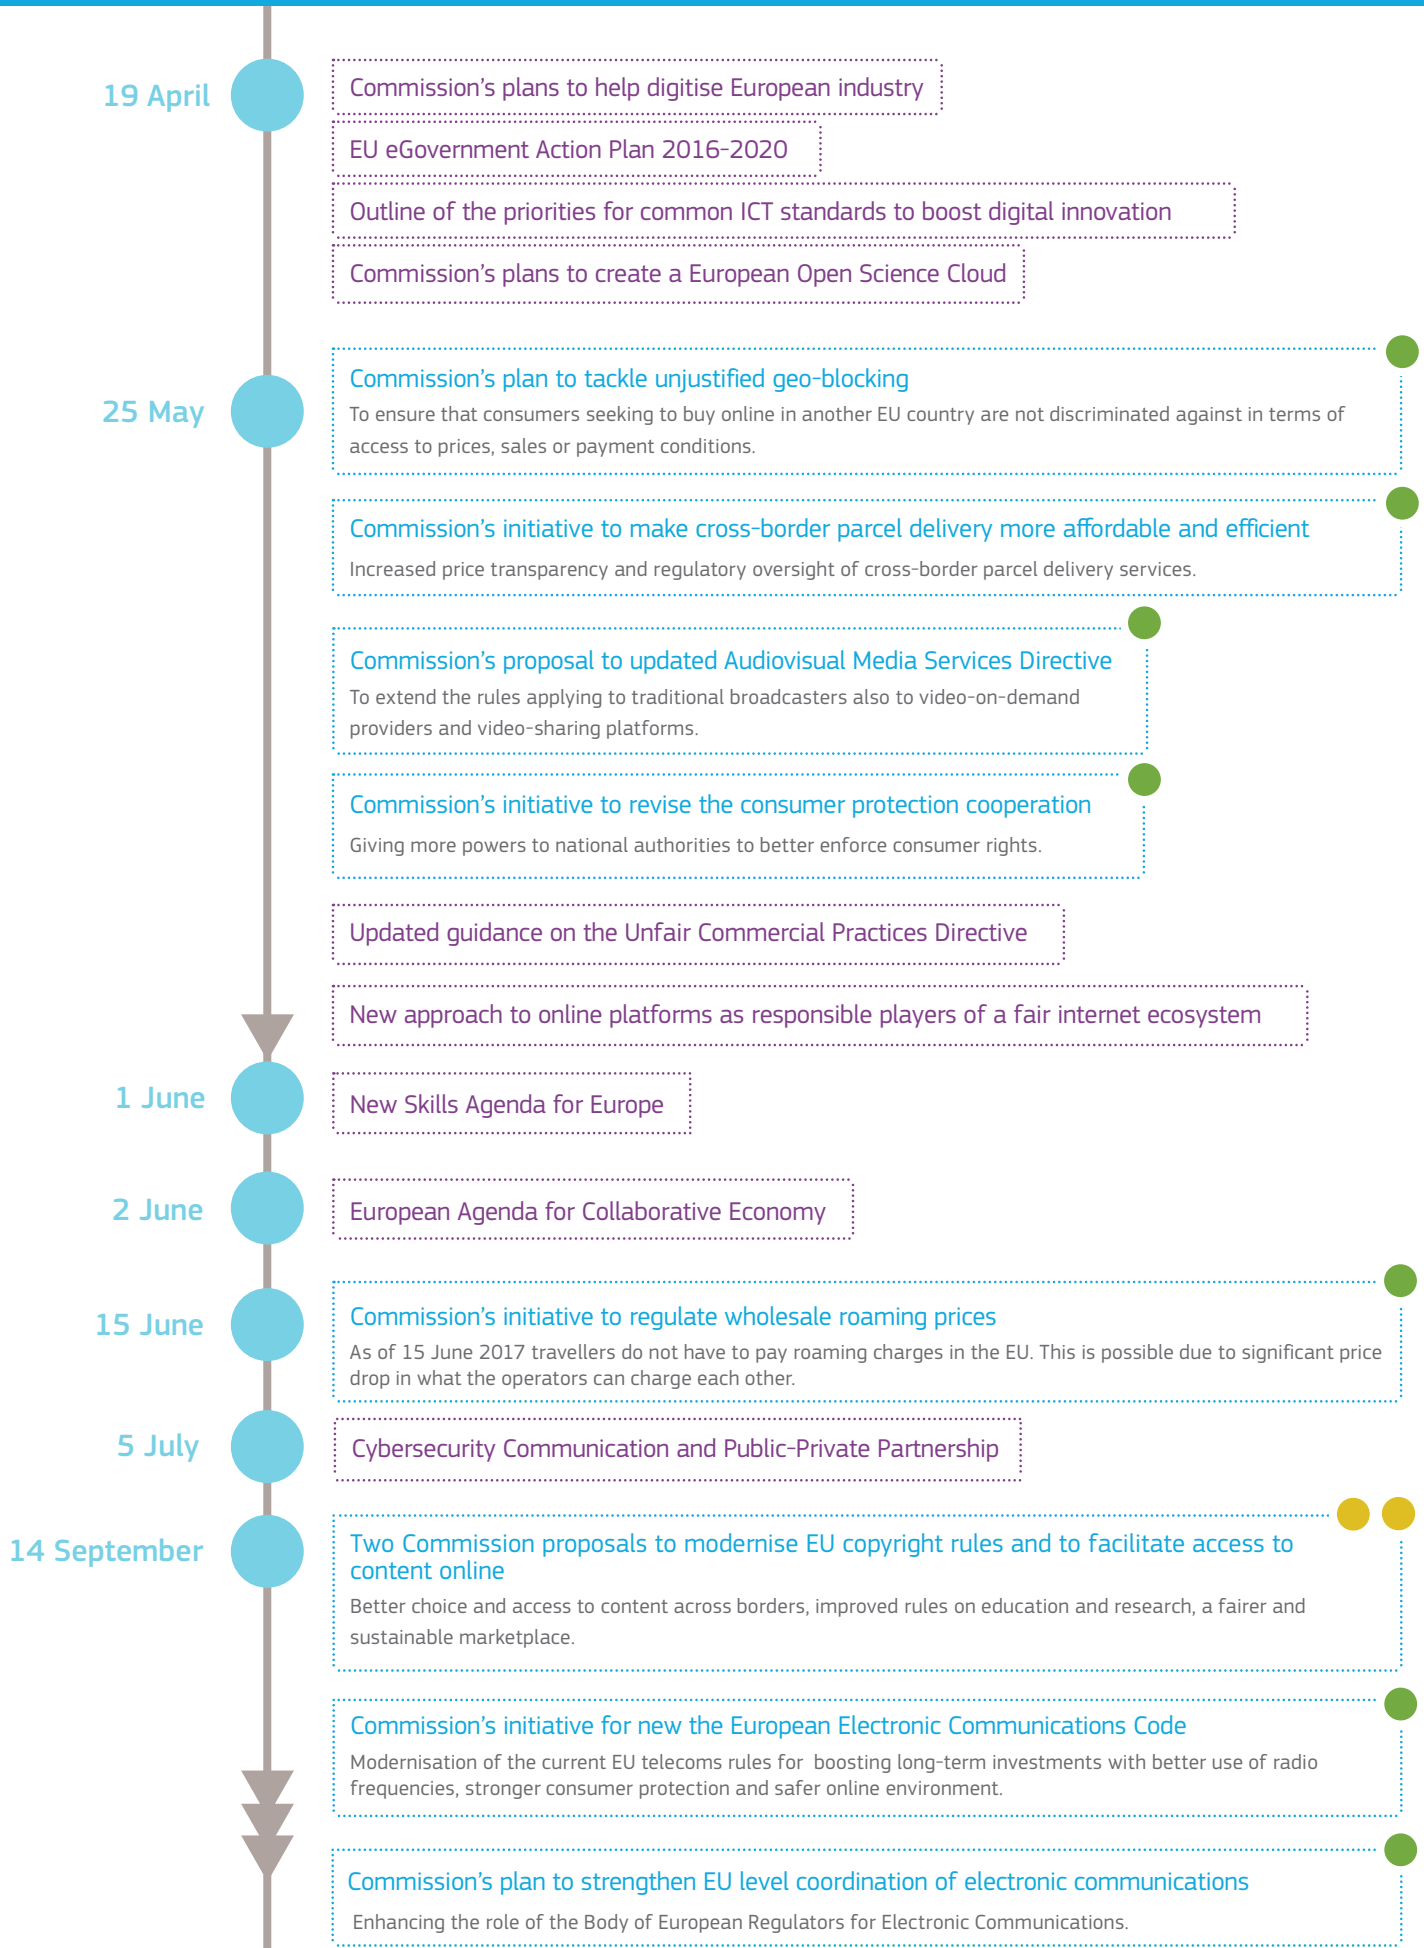 19 April
Commission's plans to help digitise European industry
EU eGovernment Action Plan 2016-2020
Outline of the priorities for common ICT standards to boost digital innovation
Commission's plans to create a European Open Science Cloud
25 May
Commission's plan to tackle unjustified geo-blocking
To ensure that consumers seeking to buy online in another EU country are not discriminated against in terms of
access to prices, sales or payment conditions.
Commission's initiative to make cross-border parcel delivery more affordable and efficient
Increased price transparency and regulatory oversight of cross-border parcel delivery services.
Commission's proposal to updated Audiovisual Media Services Directive
To extend the rules applying to traditional broadcasters also to video-on-demand
providers and video-sharing platforms.
Commission's initiative to revise the consumer protection cooperation
Giving more powers to national authorities to better enforce consumer rights.
Updated guidance on the Unfair Commercial Practices Directive
New approach to online platforms as responsible players of a fair internet ecosystem
1 June
New Skills Agenda for Europe
2 June
European Agenda for Collaborative Economy
15 June
Commission's initiative to regulate wholesale roaming prices
As of 15 June 2017 travellers do not have to pay roaming charges in the EU. This is possible due to significant price
drop in what the operators can charge each other.
5 July
Cybersecurity Communication and Public-Private Partnership
14 September
Two Commission proposals to modernise EU copyright rules and to facilitate access to
content online
Better choice and access to content across borders, improved rules on education and research, a fairer and
sustainable marketplace.
Commission's initiative for new the European Electronic Communications Code
Modernisation of the current EU telecoms rules for boosting long-term investments with better use of radio
frequencies, stronger consumer protection and safer online environment.
Commission's plan to strengthen EU level coordination of electronic communications
Enhancing the role of the Body of European Regulators for Electronic Communications.